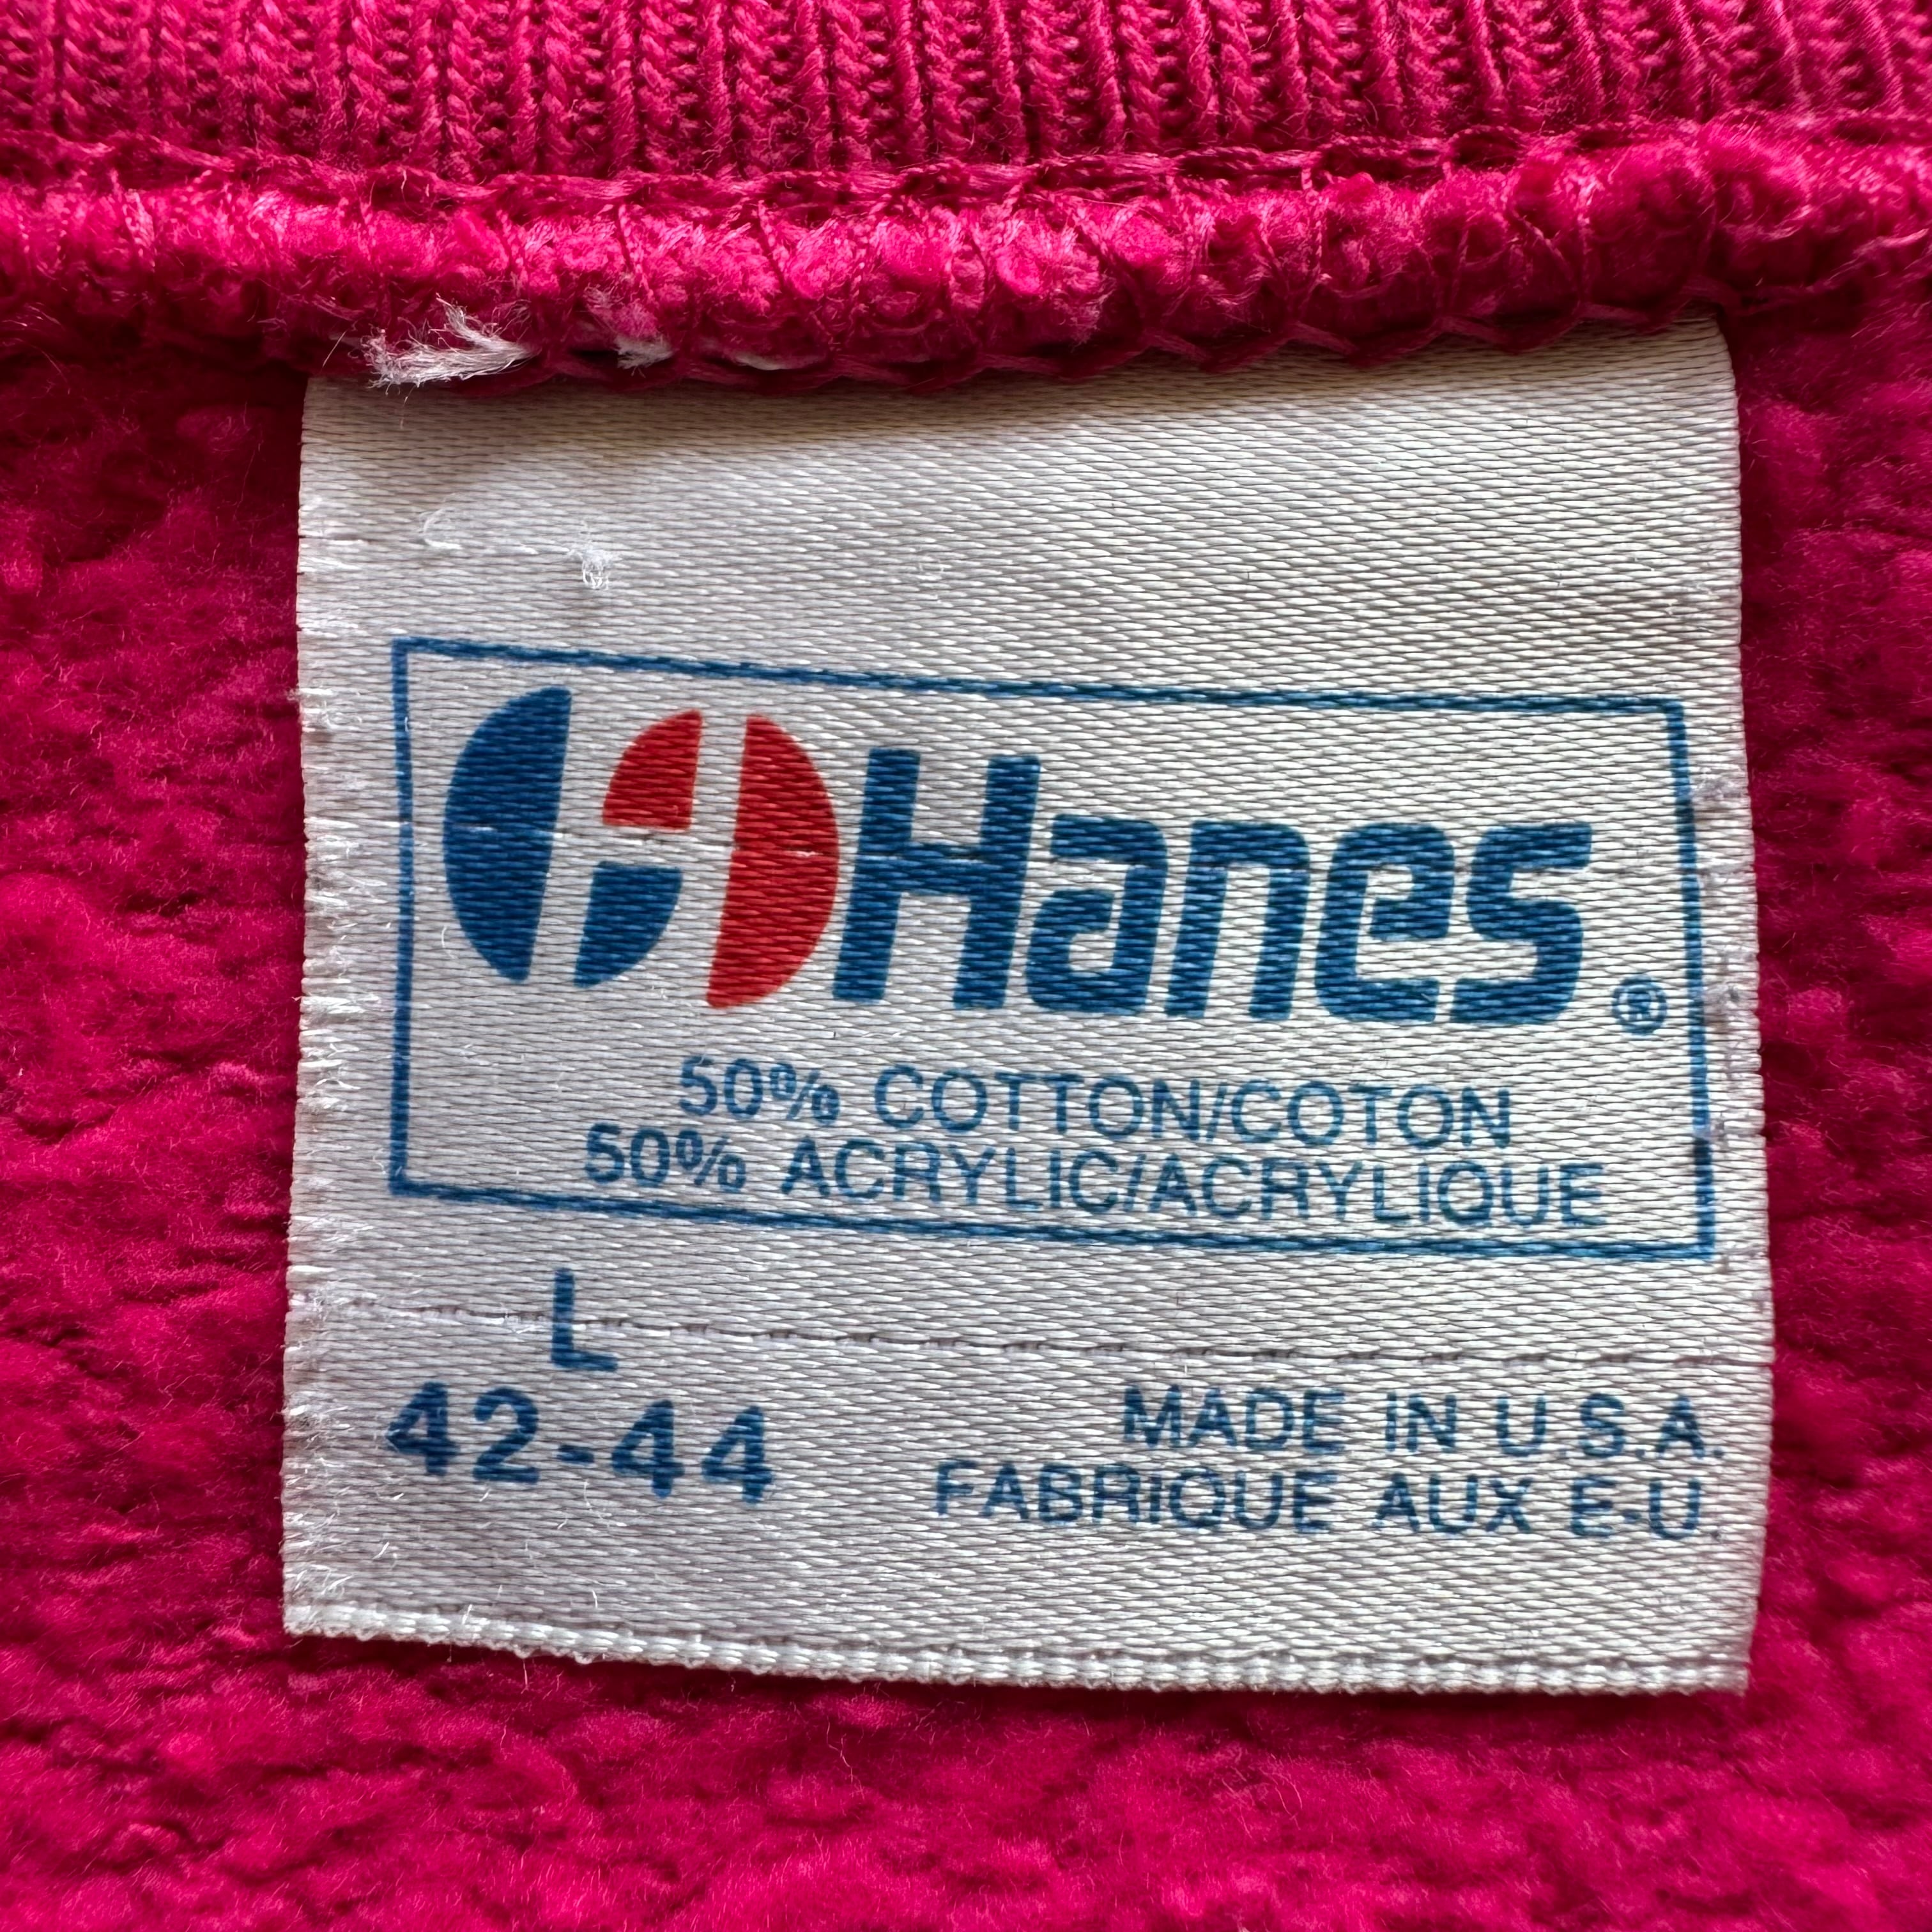 Hanes®
50% COTTON/COTON
50% ACRYLIC/ACRYLIQUE
L
42-44
MADE IN U.S.A.
FABRIQUE AUX E-U.